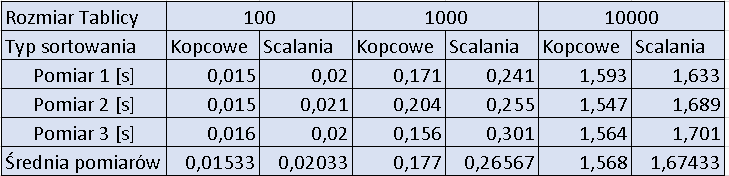 Rozmiar Tablicy 100 1000 10000
Typ sortowania Kopcowe Scalania Kopcowe Scalania Kopcowe Scalania
Pomiar 1 [s] 0,015 0,02 0,171 0,241 1,593 1,633
Pomiar 2 [s] 0,015 0,021 0,204 0,255 1,547 1,689
Pomiar 3 [s] 0,016 0,02 0,156 0,301 1,564 1,701
Średnia pomiarów 0,01533 0,02033 0,177 0,26567 1,568 1,67433